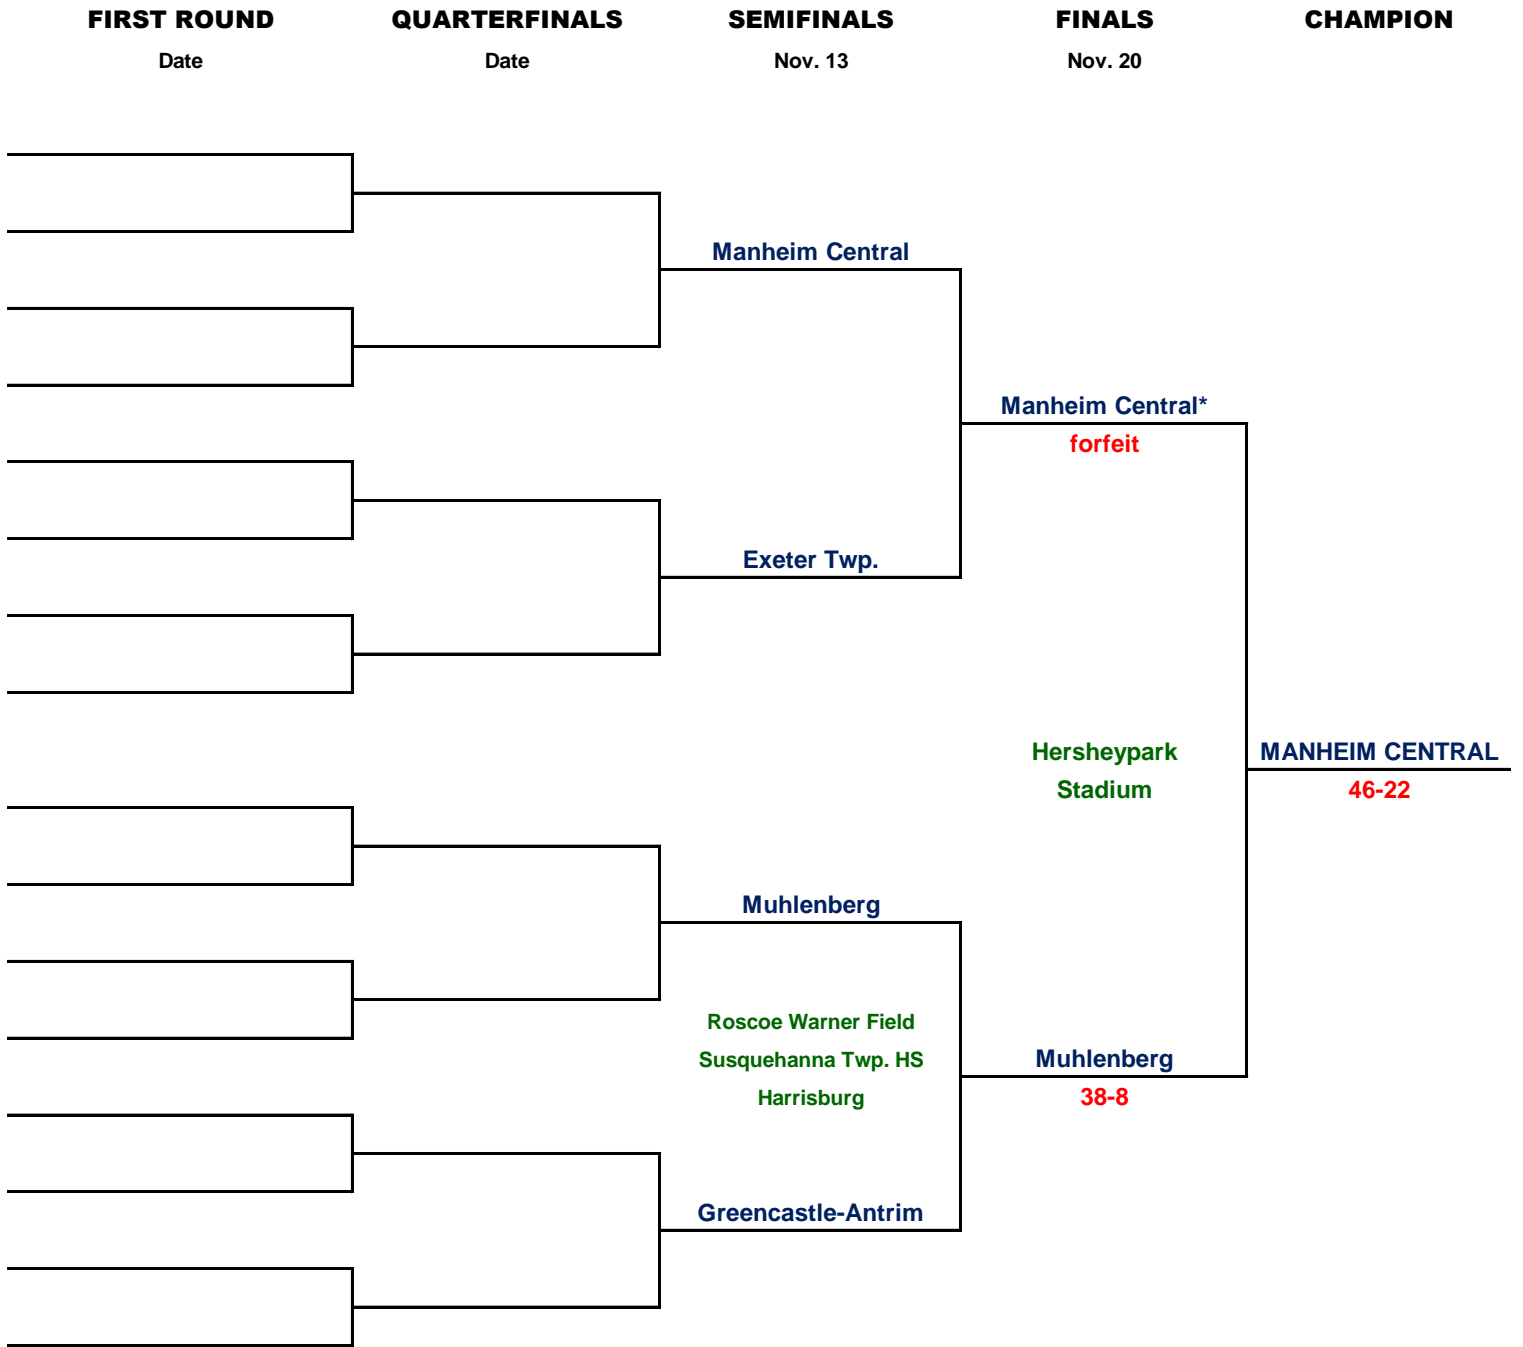 FIRST ROUND
QUARTERFINALS
SEMIFINALS
FINALS
CHAMPION
Date
Date
Nov. 13
Nov. 20
Manheim Central
Manheim Central*
forfeit
Exeter Twp.
Hersheypark
Stadium
MANHEIM CENTRAL
46-22
Muhlenberg
Roscoe Warner Field
Susquehanna Twp. HS
Harrisburg
Muhlenberg
38-8
Greencastle-Antrim